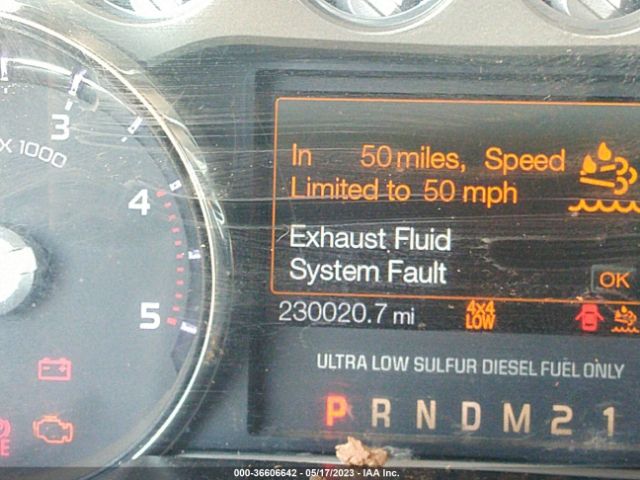 3
X 1000
4
5
In 50 miles, Speed
Limited to 50 mph
Exhaust Fluid
System Fault
OK
230020.7 mi
4x4
LOW
ULTRA LOW SULFUR DIESEL FUEL ONLY
P R N D M 2 1
000-36606642 - 05/17/2023 - IAA Inc.